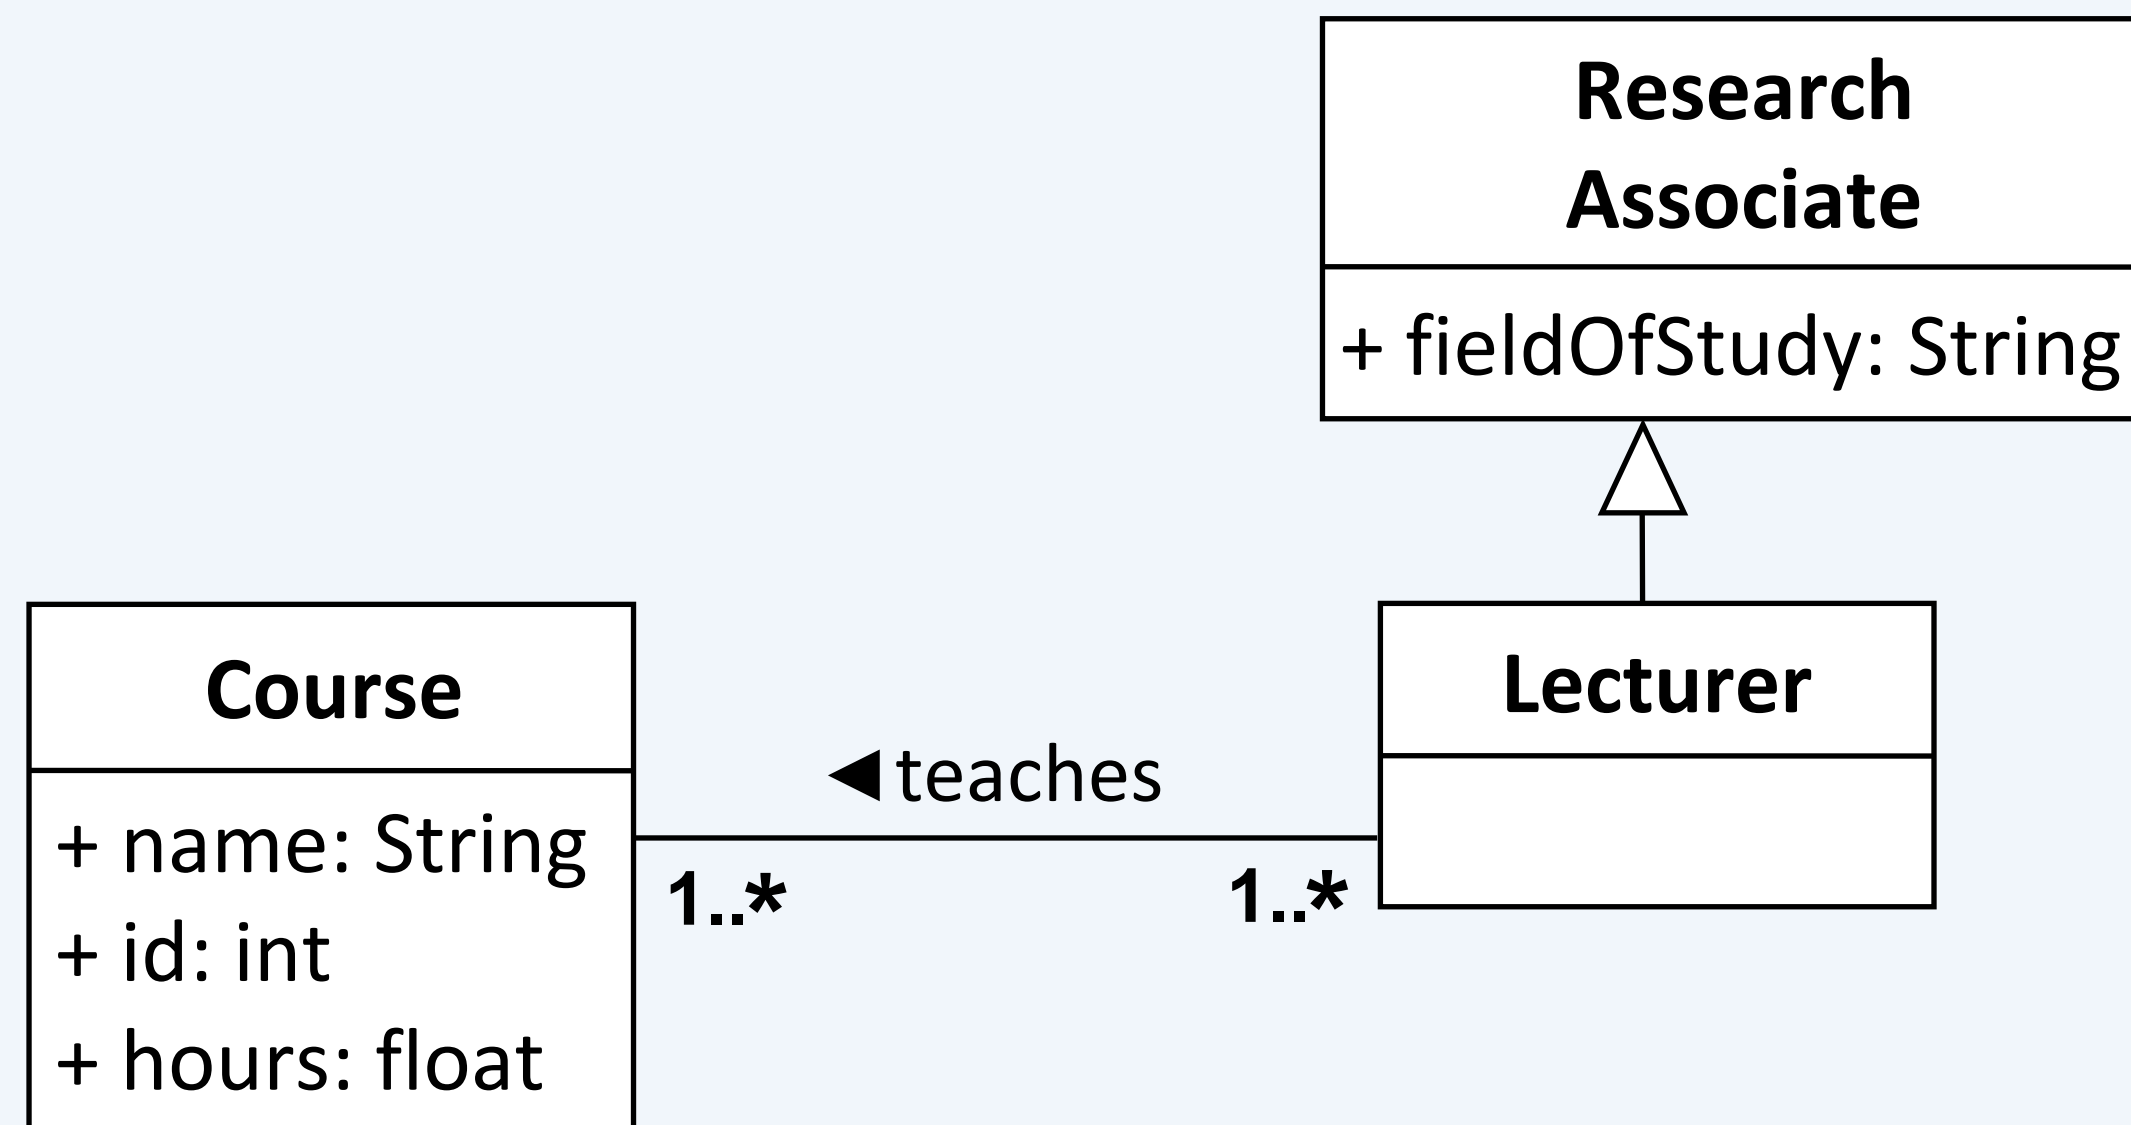 Research
Associate
+ fieldOfStudy: String
Course
+ name: String
+ id: int
+ hours: float
◀ teaches
1..*
1..*
Lecturer